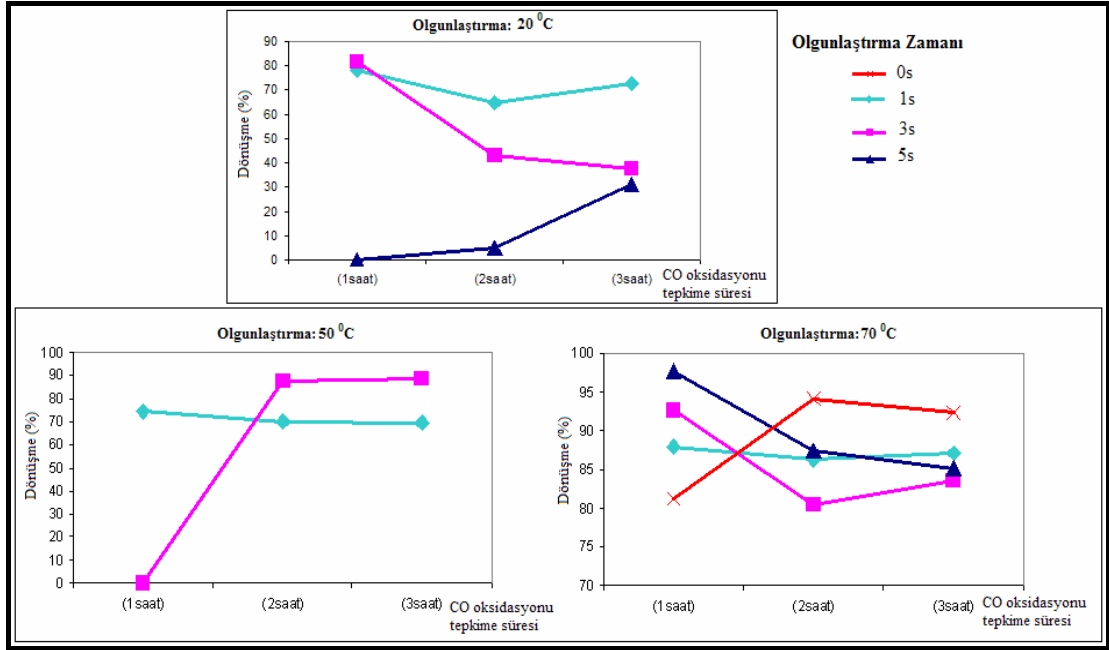 Olgunlaştırma: 20 ⁰C
90
80
70
60
50
40
30
20
10
0
Dönüşme (%)
(1saat) (2saat) (3saat)
CO oksidasyonu
tepkime süresi
Olgunlaştırma Zamanı
0s
1s
3s
5s
Olgunlaştırma: 50 ⁰C
100
90
80
70
60
50
40
30
20
10
0
Dönüşme (%)
(1saat) (2saat) (3saat)
CO oksidasyonu
tepkime süresi
Olgunlaştırma: 70 ⁰C
100
95
90
85
80
75
70
Dönüşme (%)
(1saat) (2saat) (3saat)
CO oksidasyonu
tepkime süresi